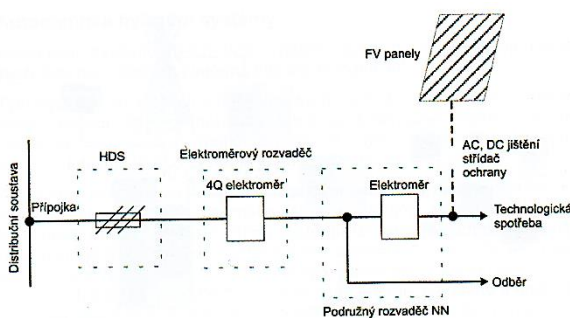 FV panely
AC, DC jištění
střídač
ochrany
HDS
Elektroměrový rozvaděč
4Q elektroměr
Elektroměr
Distribuční soustava
Přípojka
Technologická
spotřeba
Odběr
Podružný rozvaděč NN